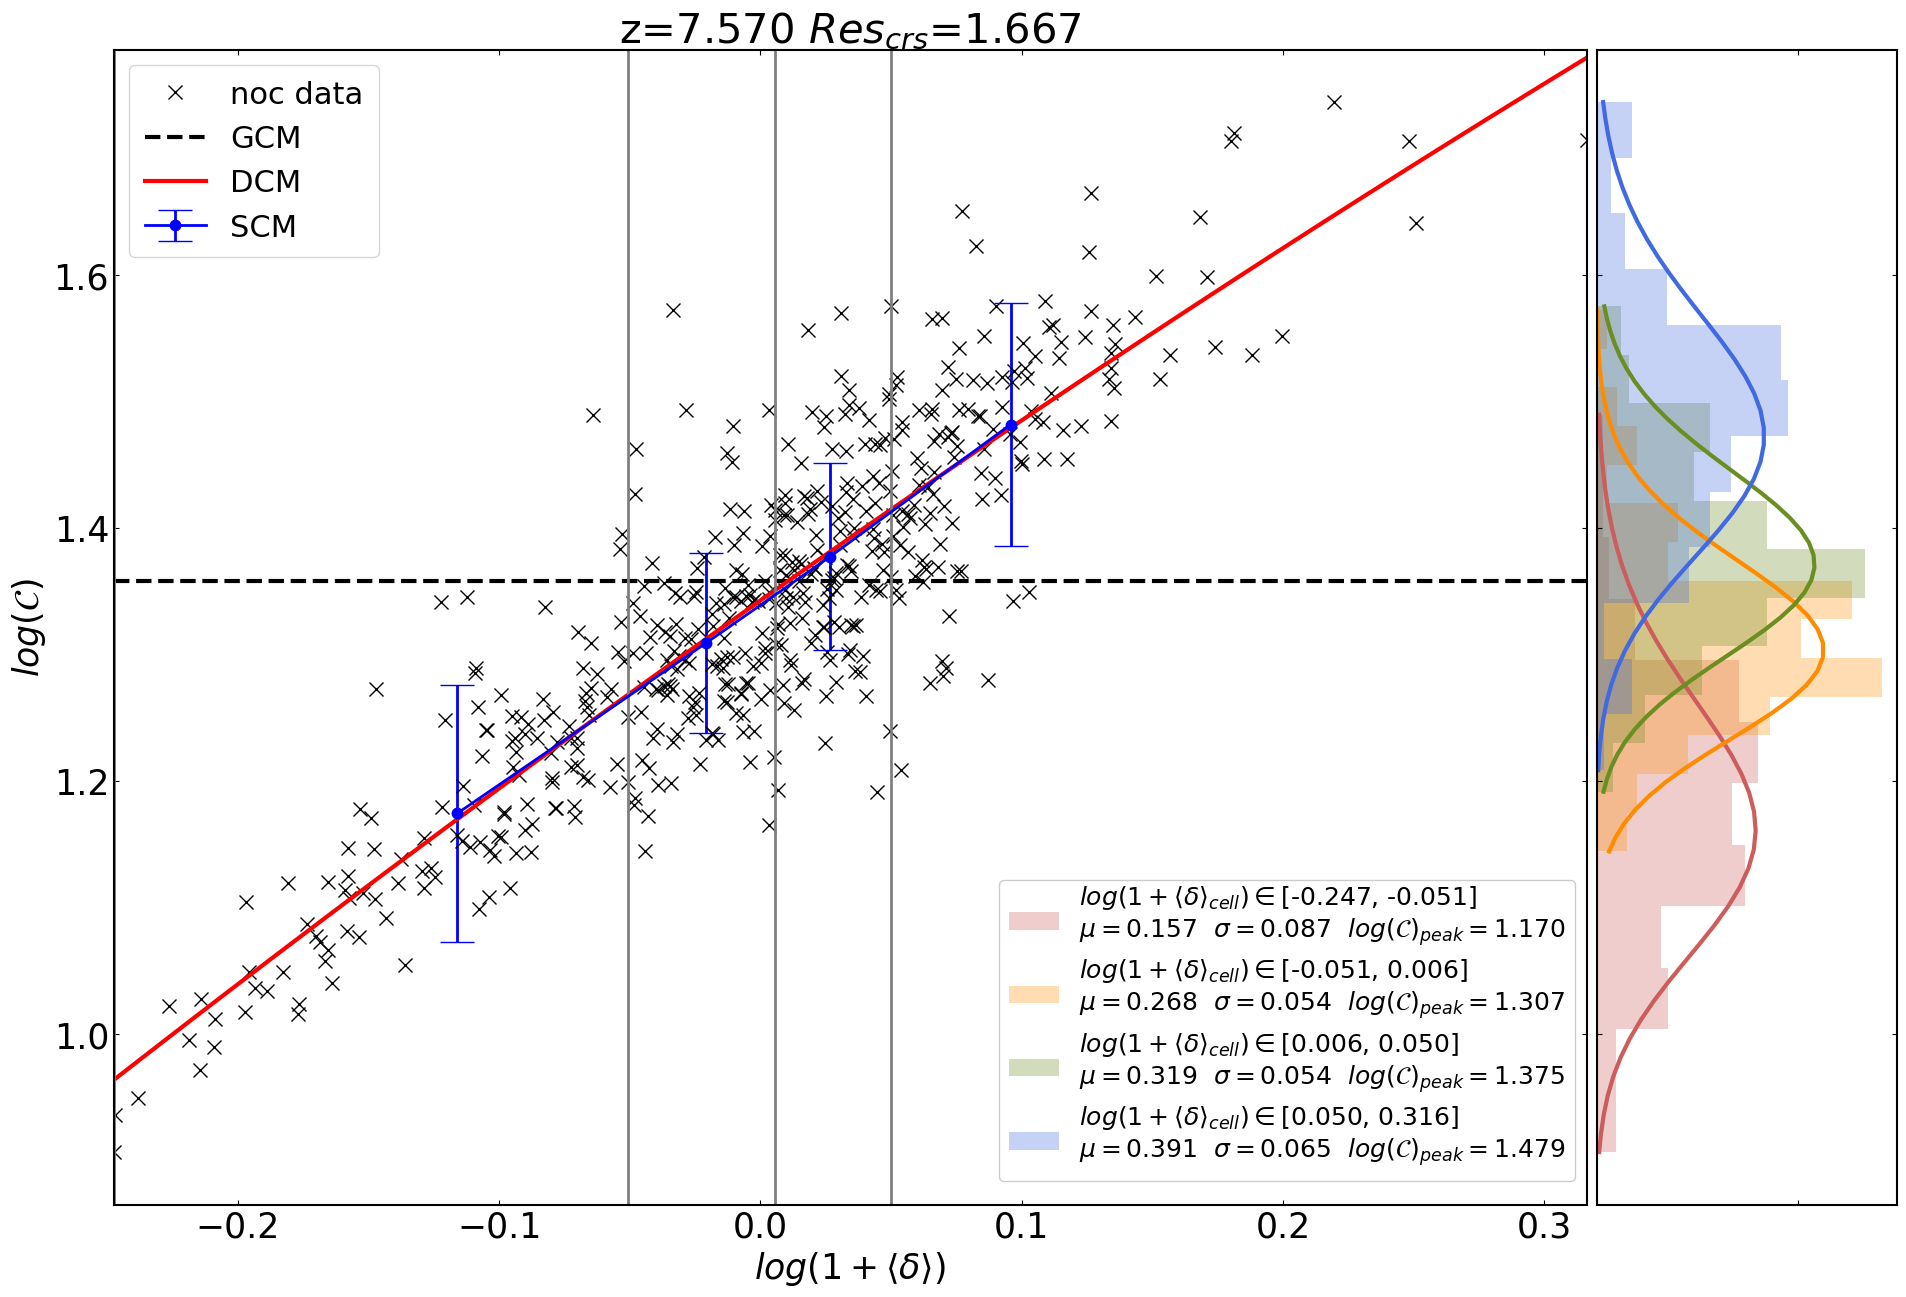 z=7.570 Res_crs=1.667
noc data
GCM
DCM
SCM
log(𝒞)
1.6
1.4
1.2
1.0
log(1 + ⟨δ⟩_cell) ∈ [-0.247, -0.051]
μ = 0.157 σ = 0.087 log(𝒞)_peak = 1.170
log(1 + ⟨δ⟩_cell) ∈ [-0.051, 0.006]
μ = 0.268 σ = 0.054 log(𝒞)_peak = 1.307
log(1 + ⟨δ⟩_cell) ∈ [0.006, 0.050]
μ = 0.319 σ = 0.054 log(𝒞)_peak = 1.375
log(1 + ⟨δ⟩_cell) ∈ [0.050, 0.316]
μ = 0.391 σ = 0.065 log(𝒞)_peak = 1.479
−0.2 −0.1 0.0 0.1 0.2 0.3
log(1 + ⟨δ⟩)